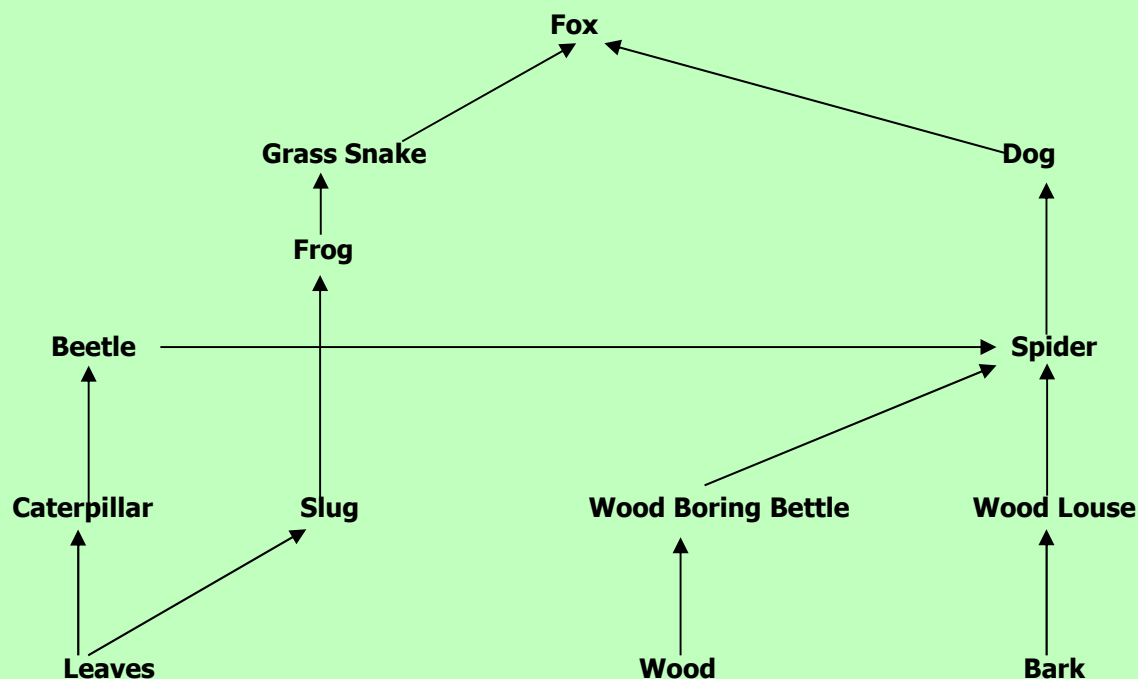 Fox
Grass Snake
Dog
Frog
Beetle
Spider
Caterpillar
Slug
Wood Boring Bettle
Wood Louse
Leaves
Wood
Bark